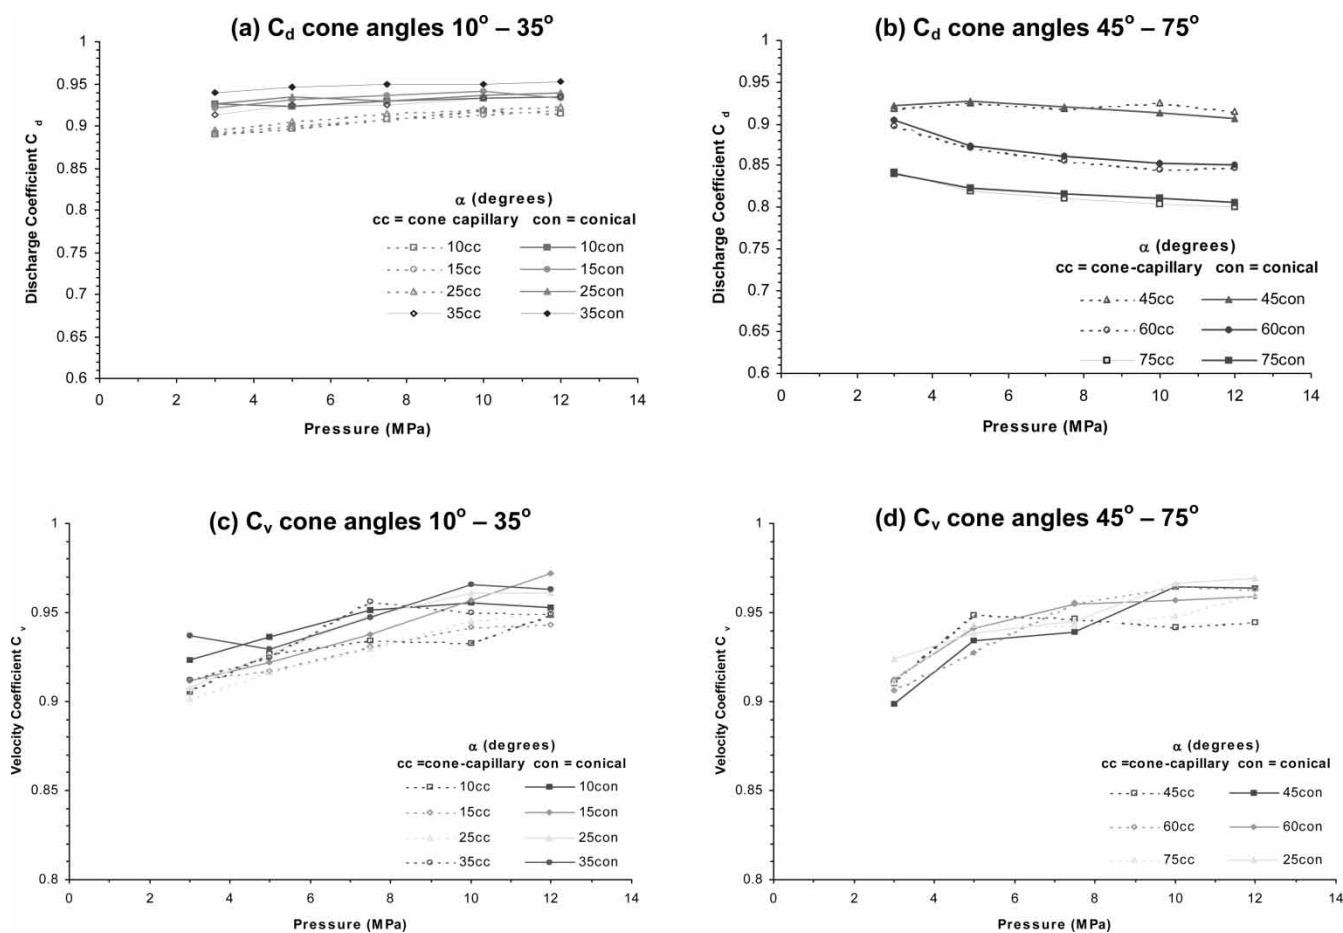 (a) C_d cone angles 10° – 35°
1
0.95
0.9
0.85
0.8
0.75
0.7
0.65
0.6
Discharge Coefficient C_d
α (degrees)
cc = cone-capillary con = conical
10cc 10con
15cc 15con
25cc 25con
35cc 35con
0 2 4 6 8 10 12 14
Pressure (MPa)
(b) C_d cone angles 45° – 75°
1
0.95
0.9
0.85
0.8
0.75
0.7
0.65
0.6
Discharge Coefficient C_d
α (degrees)
cc = cone-capillary con = conical
45cc 45con
60cc 60con
75cc 75con
0 2 4 6 8 10 12 14
Pressure (MPa)
(c) C_v cone angles 10° – 35°
1
0.95
0.9
0.85
0.8
Velocity Coefficient C_v
α (degrees)
cc =cone-capillary con = conical
10cc 10con
15cc 15con
25cc 25con
35cc 35con
0 2 4 6 8 10 12 14
Pressure (MPa)
(d) C_v cone angles 45° – 75°
1
0.95
0.9
0.85
0.8
Velocity Coefficient C_v
α (degrees)
cc =cone-capillary con = conical
45cc 45con
60cc 60con
75cc 25con
0 2 4 6 8 10 12 14
Pressure (MPa)